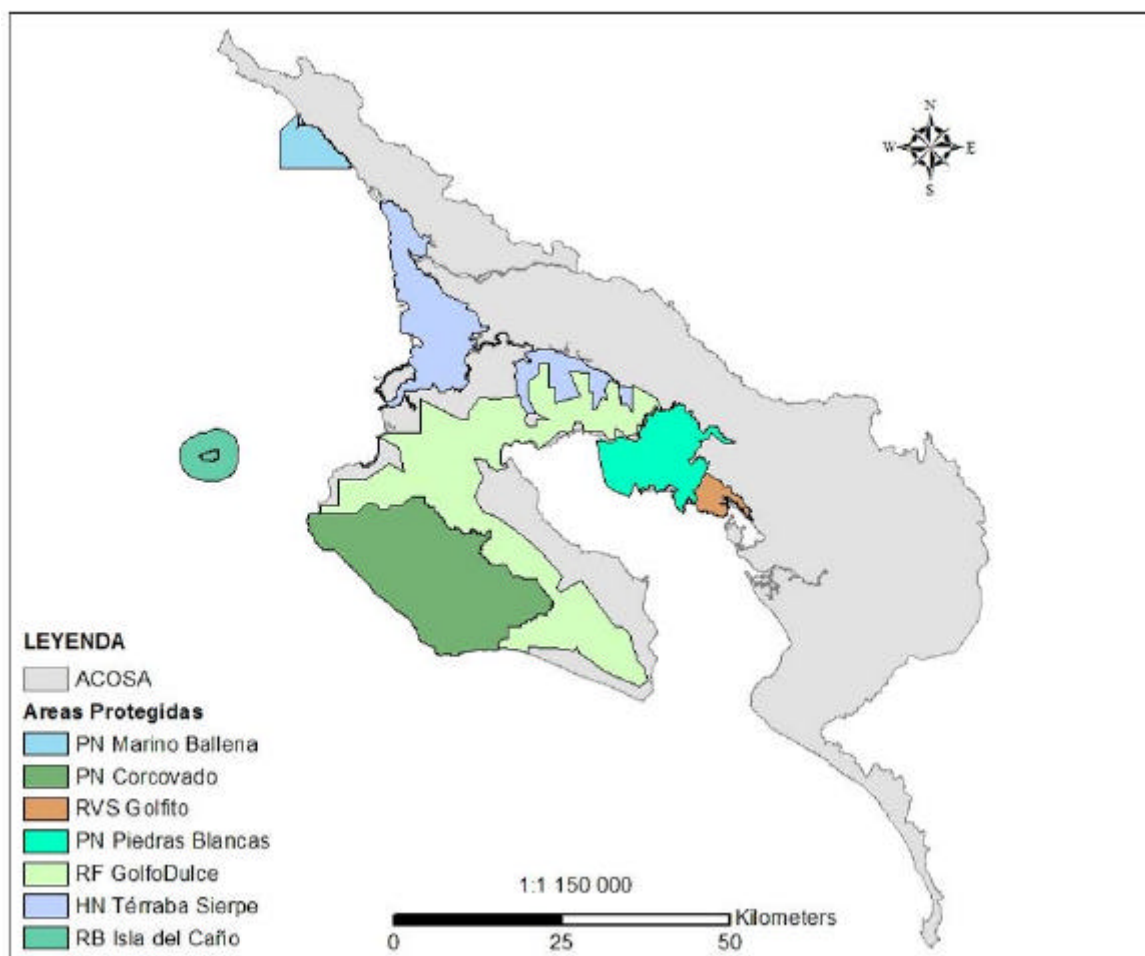 N
W E
S
LEYENDA
ACOSA
Areas Protegidas
PN Marino Ballena
PN Corcovado
RVS Golfito
PN Piedras Blancas
RF GolfoDulce
HN Térraba Sierpe
RB Isla del Caño
1:1 150 000
Kilometers
0 25 50